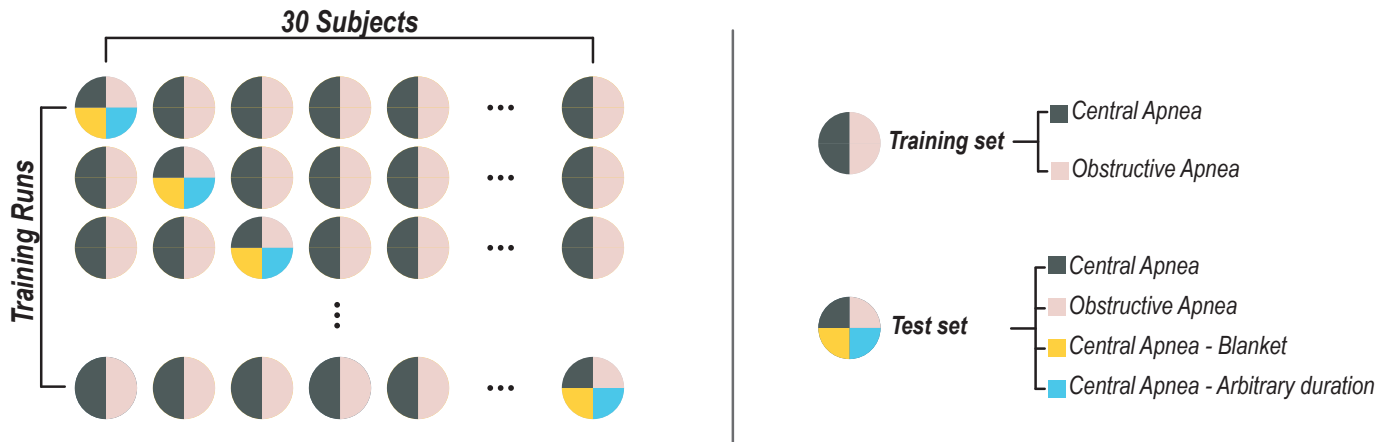 30 Subjects
Training Runs
...
...
...
...
...
Training set
Central Apnea
Obstructive Apnea
Test set
Central Apnea
Obstructive Apnea
Central Apnea - Blanket
Central Apnea - Arbitrary duration